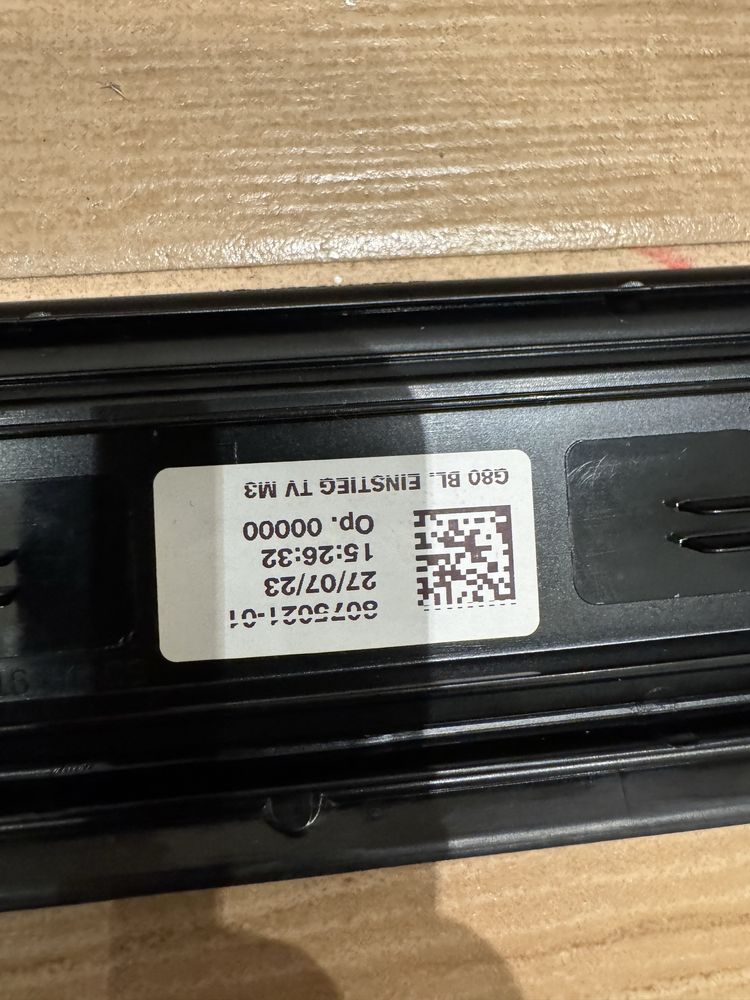 8075021-01
27/07/23
15:26:32
Op. 00000
G80 BL. EINSTIEG TV M3